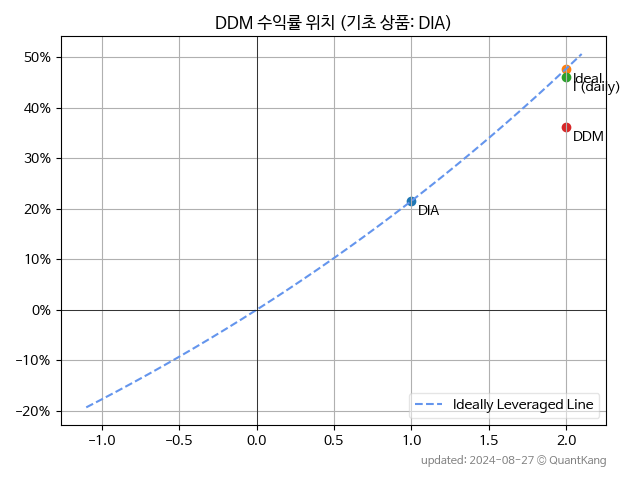 DDM 수익률 위치 (기초 상품: DIA)
50%
40%
30%
20%
10%
0%
−10%
−20%
Ideal
I (daily)
DDM
DIA
Ideally Leveraged Line
−1.0 −0.5 0.0 0.5 1.0 1.5 2.0
updated: 2024-08-27 © QuantKang